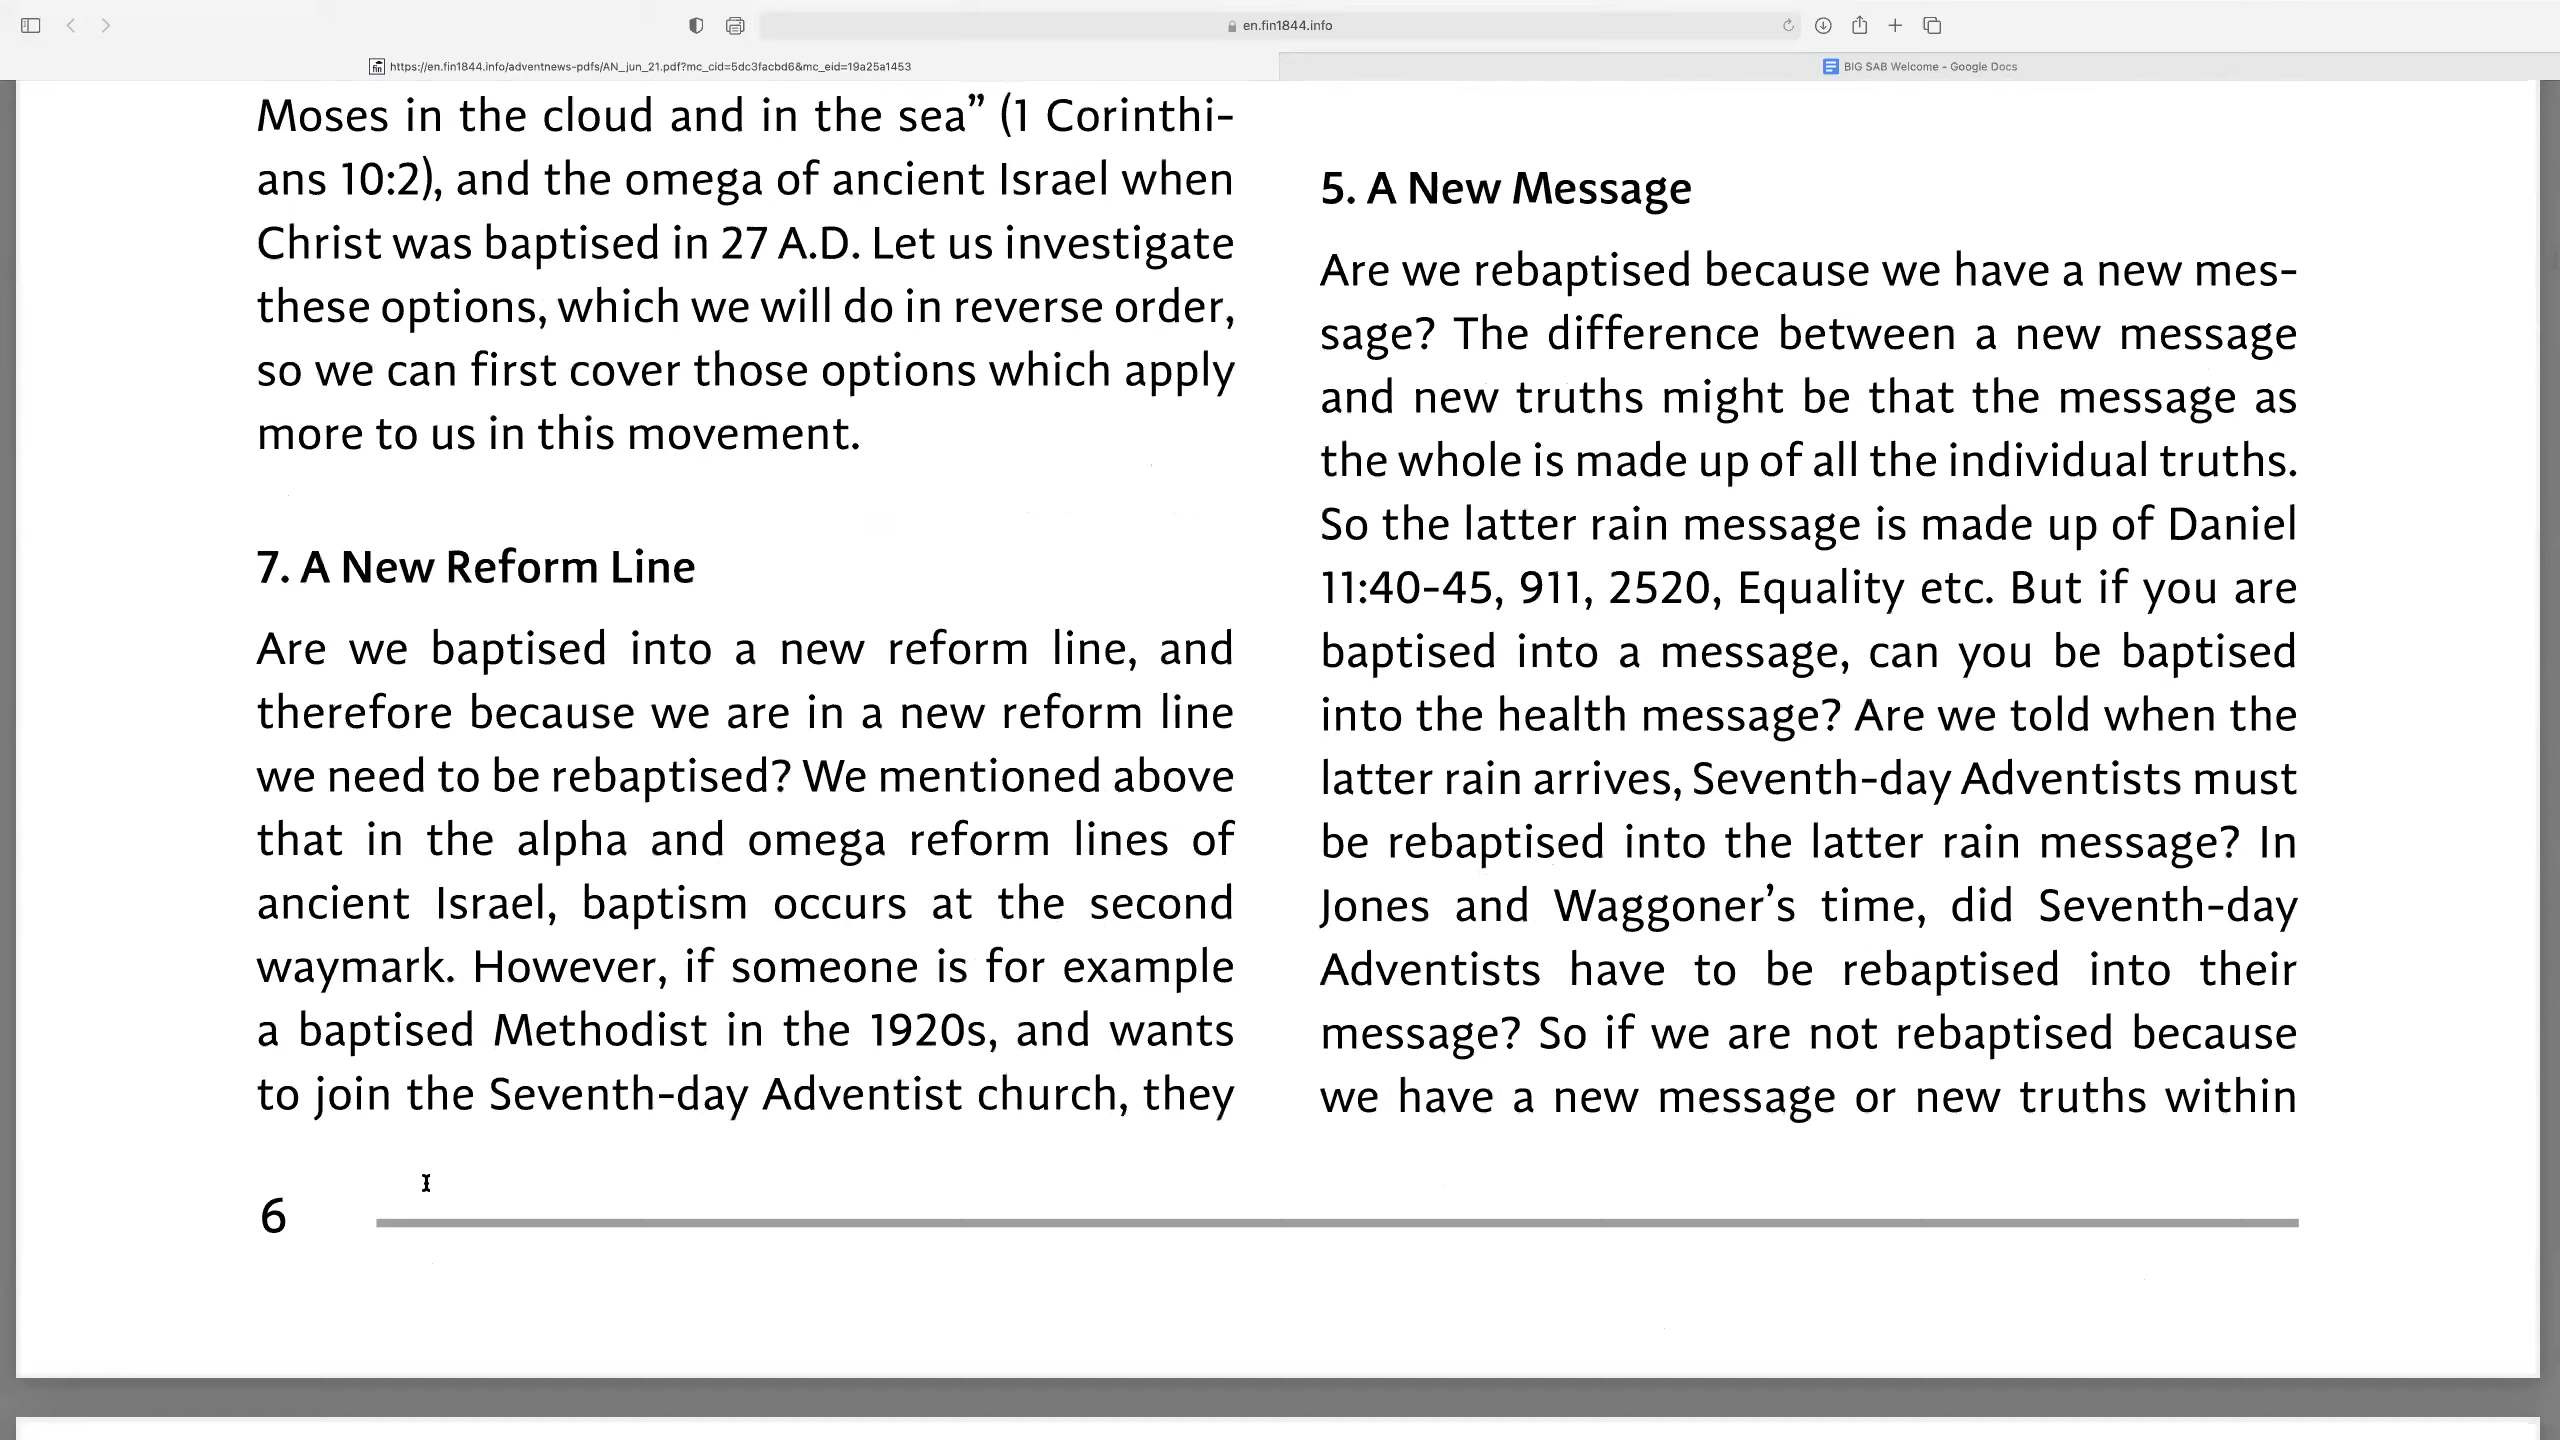 en.fin1844.info
https://en.fin1844.info/adventnews-pdfs/AN_jun_21.pdf?mc_cid=5dc3facbd6&mc_eid=19a25a1453
BIG SAB Welcome - Google Docs
Moses in the cloud and in the sea” (1 Corinthi-
ans 10:2), and the omega of ancient Israel when
Christ was baptised in 27 A.D. Let us investigate
these options, which we will do in reverse order,
so we can first cover those options which apply
more to us in this movement.
7. A New Reform Line
Are we baptised into a new reform line, and
therefore because we are in a new reform line
we need to be rebaptised? We mentioned above
that in the alpha and omega reform lines of
ancient Israel, baptism occurs at the second
waymark. However, if someone is for example
a baptised Methodist in the 1920s, and wants
to join the Seventh-day Adventist church, they
5. A New Message
Are we rebaptised because we have a new mes-
sage? The difference between a new message
and new truths might be that the message as
the whole is made up of all the individual truths.
So the latter rain message is made up of Daniel
11:40-45, 911, 2520, Equality etc. But if you are
baptised into a message, can you be baptised
into the health message? Are we told when the
latter rain arrives, Seventh-day Adventists must
be rebaptised into the latter rain message? In
Jones and Waggoner’s time, did Seventh-day
Adventists have to be rebaptised into their
message? So if we are not rebaptised because
we have a new message or new truths within
6